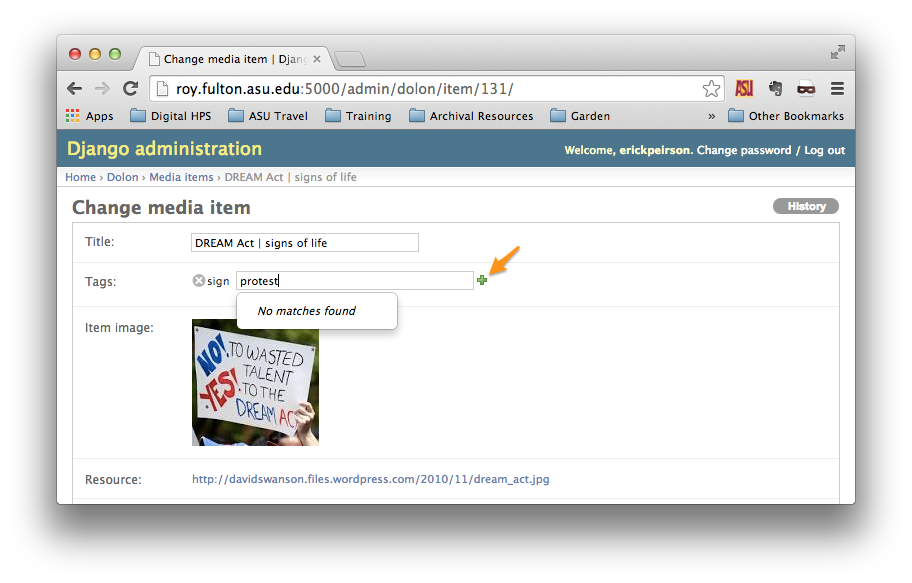 Change media item | Djan
roy.fulton.asu.edu:5000/admin/dolon/item/131/
ASU
Apps Digital HPS ASU Travel Training Archival Resources Garden » Other Bookmarks
Django administration
Welcome, erickpeirson. Change password / Log out
Home › Dolon › Media items › DREAM Act | signs of life
Change media item
History
Title: DREAM Act | signs of life
Tags: sign protest
No matches found
Item image:
NO! TO WASTED
TALENT
YES! TO THE
DREAM ACT
Resource: http://davidswanson.files.wordpress.com/2010/11/dream_act.jpg